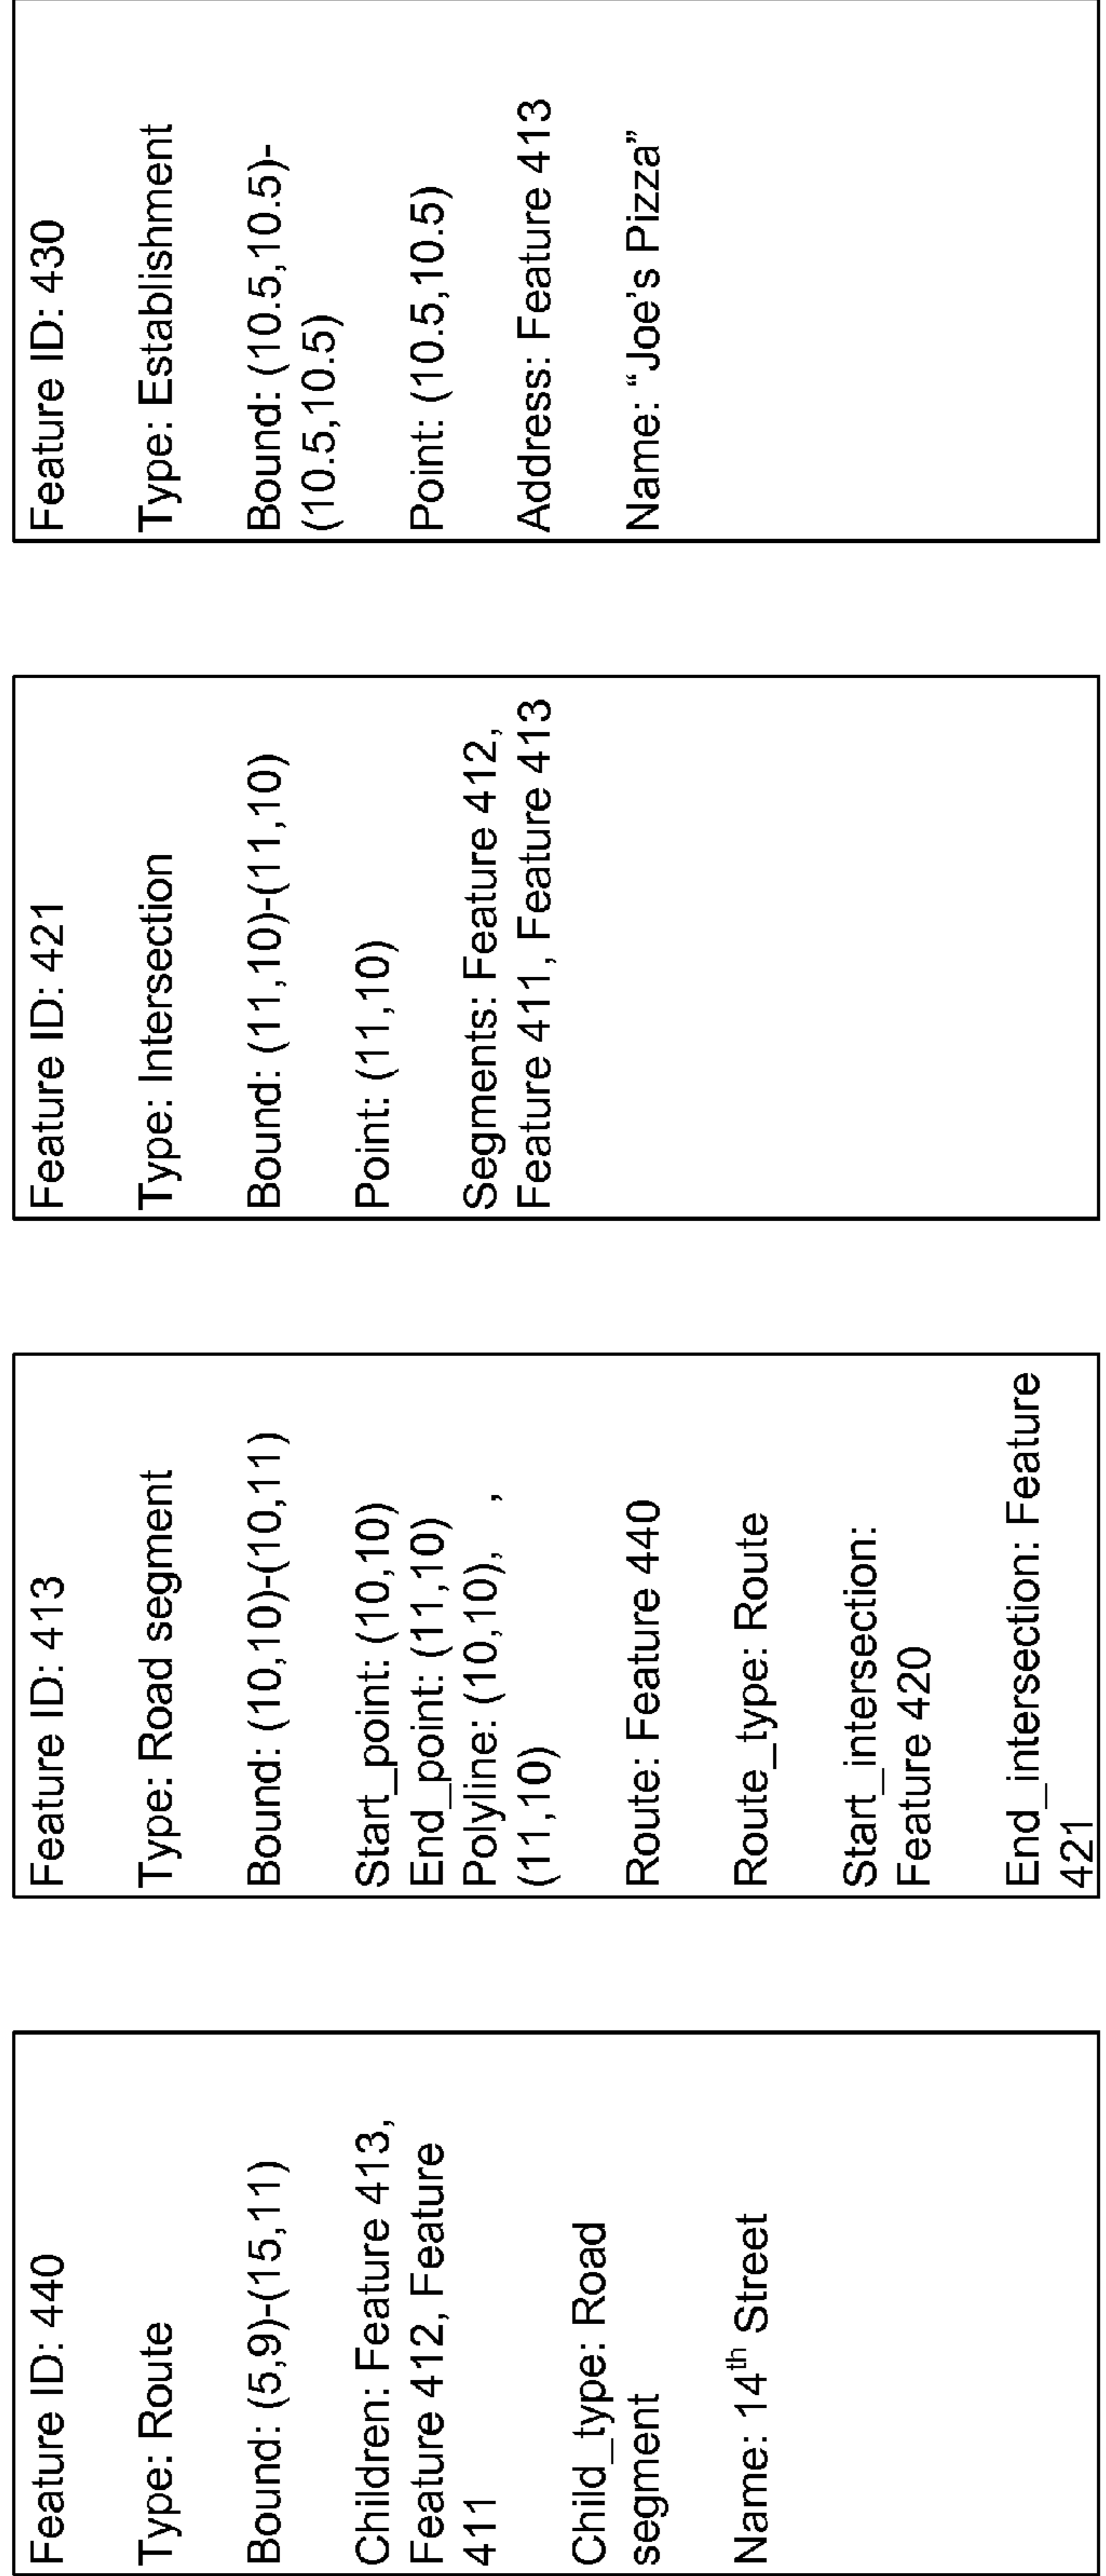 Feature ID: 440
Type: Route
Bound: (5,9)-(15,11)
Children: Feature 413,
Feature 412, Feature
411
Child_type: Road
segment
Name: 14th Street
Feature ID: 413
Type: Road segment
Bound: (10,10)-(10,11)
Start_point: (10,10)
End_point: (11,10)
Polyline: (10,10), ,
(11,10)
Route: Feature 440
Route_type: Route
Start_intersection:
Feature 420
End_intersection: Feature
421
Feature ID: 421
Type: Intersection
Bound: (11,10)-(11,10)
Point: (11,10)
Segments: Feature 412,
Feature 411, Feature 413
Feature ID: 430
Type: Establishment
Bound: (10.5,10.5)-
(10.5,10.5)
Point: (10.5,10.5)
Address: Feature 413
Name: “Joe’s Pizza”